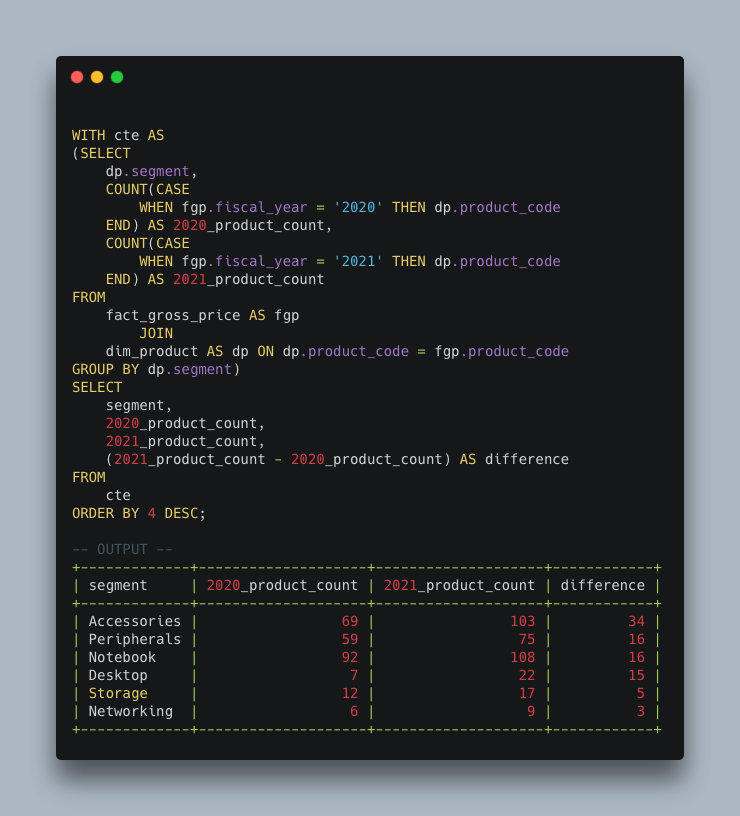 WITH cte AS
(SELECT
    dp.segment,
    COUNT(CASE
        WHEN fgp.fiscal_year = '2020' THEN dp.product_code
    END) AS 2020_product_count,
    COUNT(CASE
        WHEN fgp.fiscal_year = '2021' THEN dp.product_code
    END) AS 2021_product_count
FROM
    fact_gross_price AS fgp
        JOIN
    dim_product AS dp ON dp.product_code = fgp.product_code
GROUP BY dp.segment)
SELECT
    segment,
    2020_product_count,
    2021_product_count,
    (2021_product_count - 2020_product_count) AS difference
FROM
    cte
ORDER BY 4 DESC;

-- OUTPUT --
+-------------+--------------------+--------------------+------------+
| segment     | 2020_product_count | 2021_product_count | difference |
+-------------+--------------------+--------------------+------------+
| Accessories |                 69 |                103 |         34 |
| Peripherals |                 59 |                 75 |         16 |
| Notebook    |                 92 |                108 |         16 |
| Desktop     |                  7 |                 22 |         15 |
| Storage     |                 12 |                 17 |          5 |
| Networking  |                  6 |                  9 |          3 |
+-------------+--------------------+--------------------+------------+